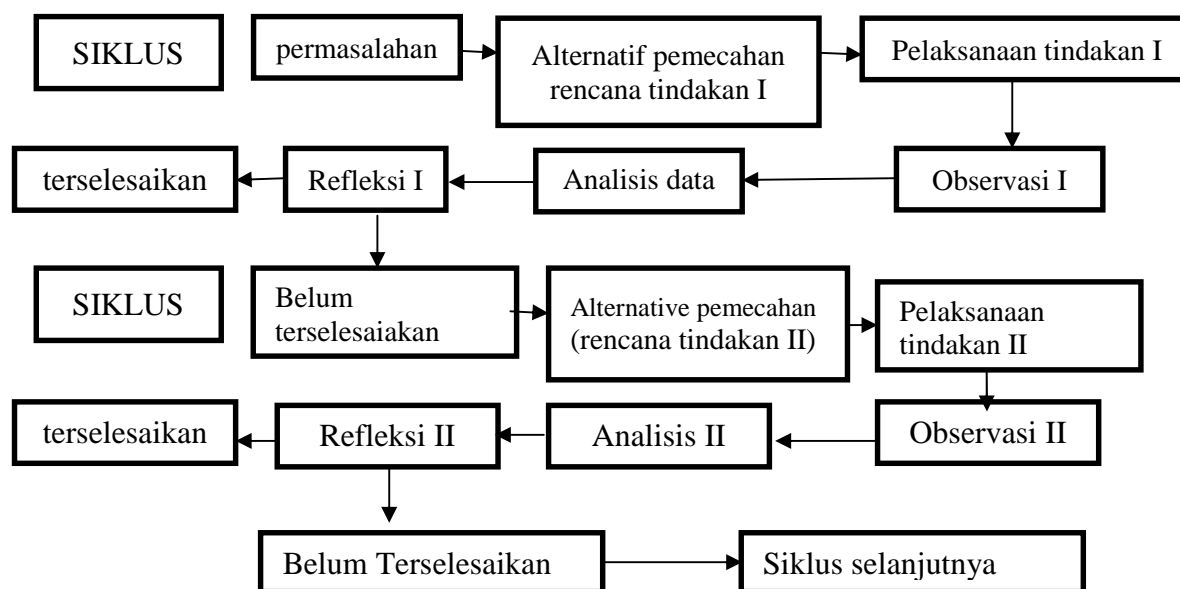 SIKLUS
permasalahan
Alternatif pemecahan
rencana tindakan I
Pelaksanaan tindakan I
terselesaikan
Refleksi I
Analisis data
Observasi I
SIKLUS
Belum
terselesaiakan
Alternative pemecahan
(rencana tindakan II)
Pelaksanaan
tindakan II
terselesaikan
Refleksi II
Analisis II
Observasi II
Belum Terselesaikan
Siklus selanjutnya